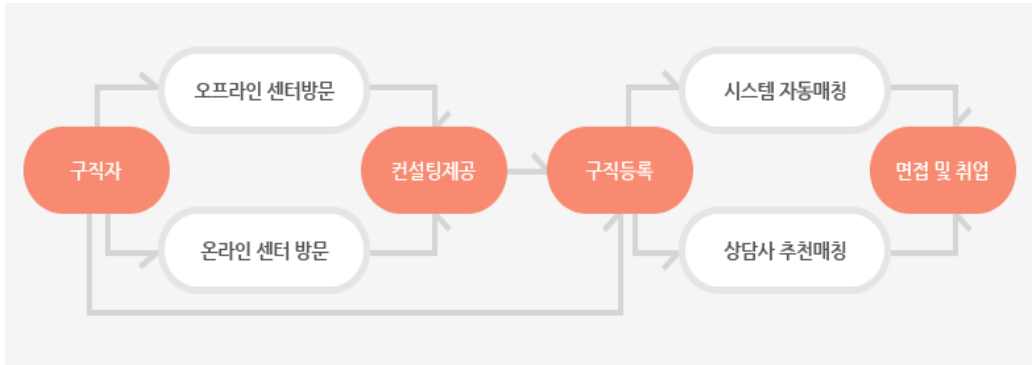 오프라인 센터방문
시스템 자동매칭
구직자
컨설팅제공
구직등록
면접 및 취업
온라인 센터 방문
상담사 추천매칭